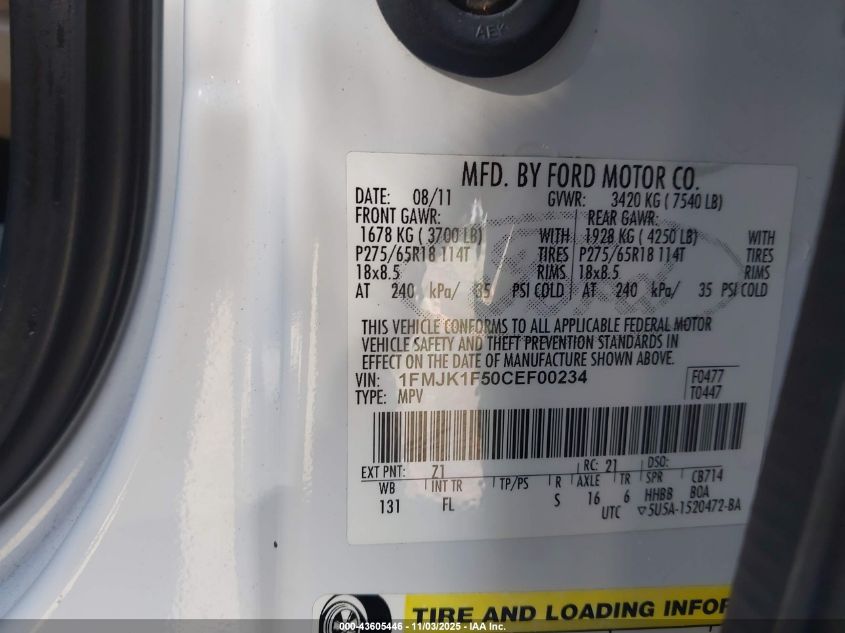 AEK
MFD. BY FORD MOTOR CO.
DATE: 08/11 GVWR: 3420 KG ( 7540 LB)
FRONT GAWR: REAR GAWR:
1678 KG ( 3700 LB) WITH 1928 KG ( 4250 LB) WITH
P275/65R18 114T TIRES P275/65R18 114T TIRES
18x8.5 RIMS 18x8.5 RIMS
AT 240 kPa/ 35 PSI COLD AT 240 kPa/ 35 PSI COLD
THIS VEHICLE CONFORMS TO ALL APPLICABLE FEDERAL MOTOR
VEHICLE SAFETY AND THEFT PREVENTION STANDARDS IN
EFFECT ON THE DATE OF MANUFACTURE SHOWN ABOVE.
VIN: 1FMJK1F50CEF00234 F0477
TYPE: MPV T0447
EXT PNT: Z1 RC: 21 DSO:
WB INT TR TP/PS R AXLE TR SPR CB714
131 FL S 16 6 HHBB BOA
UTC ▽5USA-1520472-BA
TIRE AND LOADING INFOR
000-43605446 - 11/03/2025 - IAA Inc.